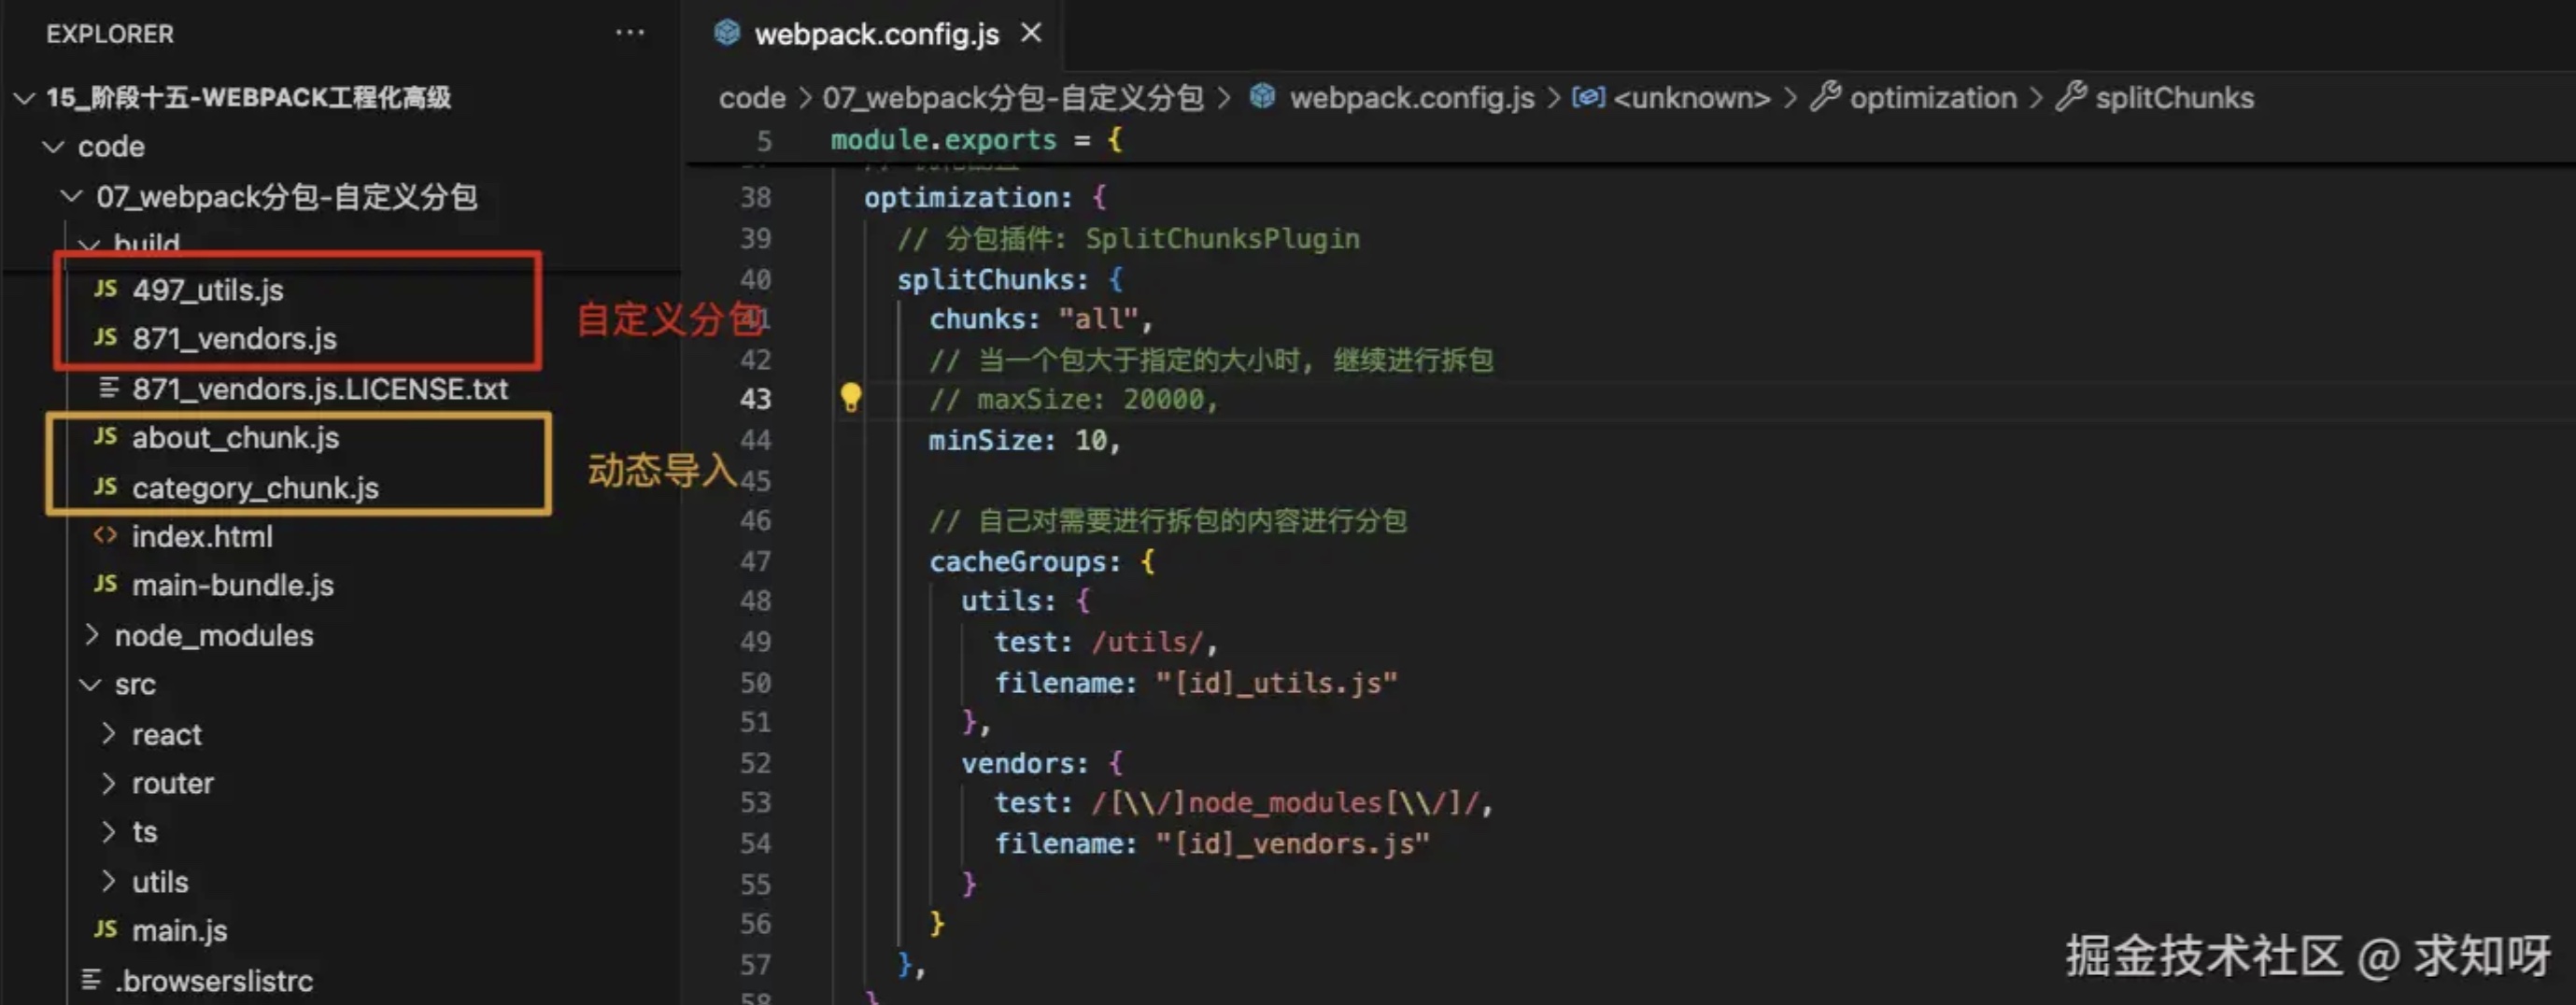 EXPLORER
15_阶段十五-WEBPACK工程化高级
code
07_webpack分包-自定义分包
build
497_utils.js
871_vendors.js
871_vendors.js.LICENSE.txt
about_chunk.js
category_chunk.js
index.html
main-bundle.js
node_modules
src
react
router
ts
utils
main.js
.browserslistrc
自定义分包
动态导入
webpack.config.js
code > 07_webpack分包-自定义分包 > webpack.config.js > <unknown> > optimization > splitChunks
5 module.exports = {
38 optimization: {
39 // 分包插件: SplitChunksPlugin
40 splitChunks: {
41 chunks: "all",
42 // 当一个包大于指定的大小时, 继续进行拆包
43 // maxSize: 20000,
44 minSize: 10,
45
46 // 自己对需要进行拆包的内容进行分包
47 cacheGroups: {
48 utils: {
49 test: /utils/,
50 filename: "[id]_utils.js"
51 },
52 vendors: {
53 test: /[\\/]node_modules[\\/]/,
54 filename: "[id]_vendors.js"
55 }
56 }
57 },
58 }
掘金技术社区 @ 求知呀